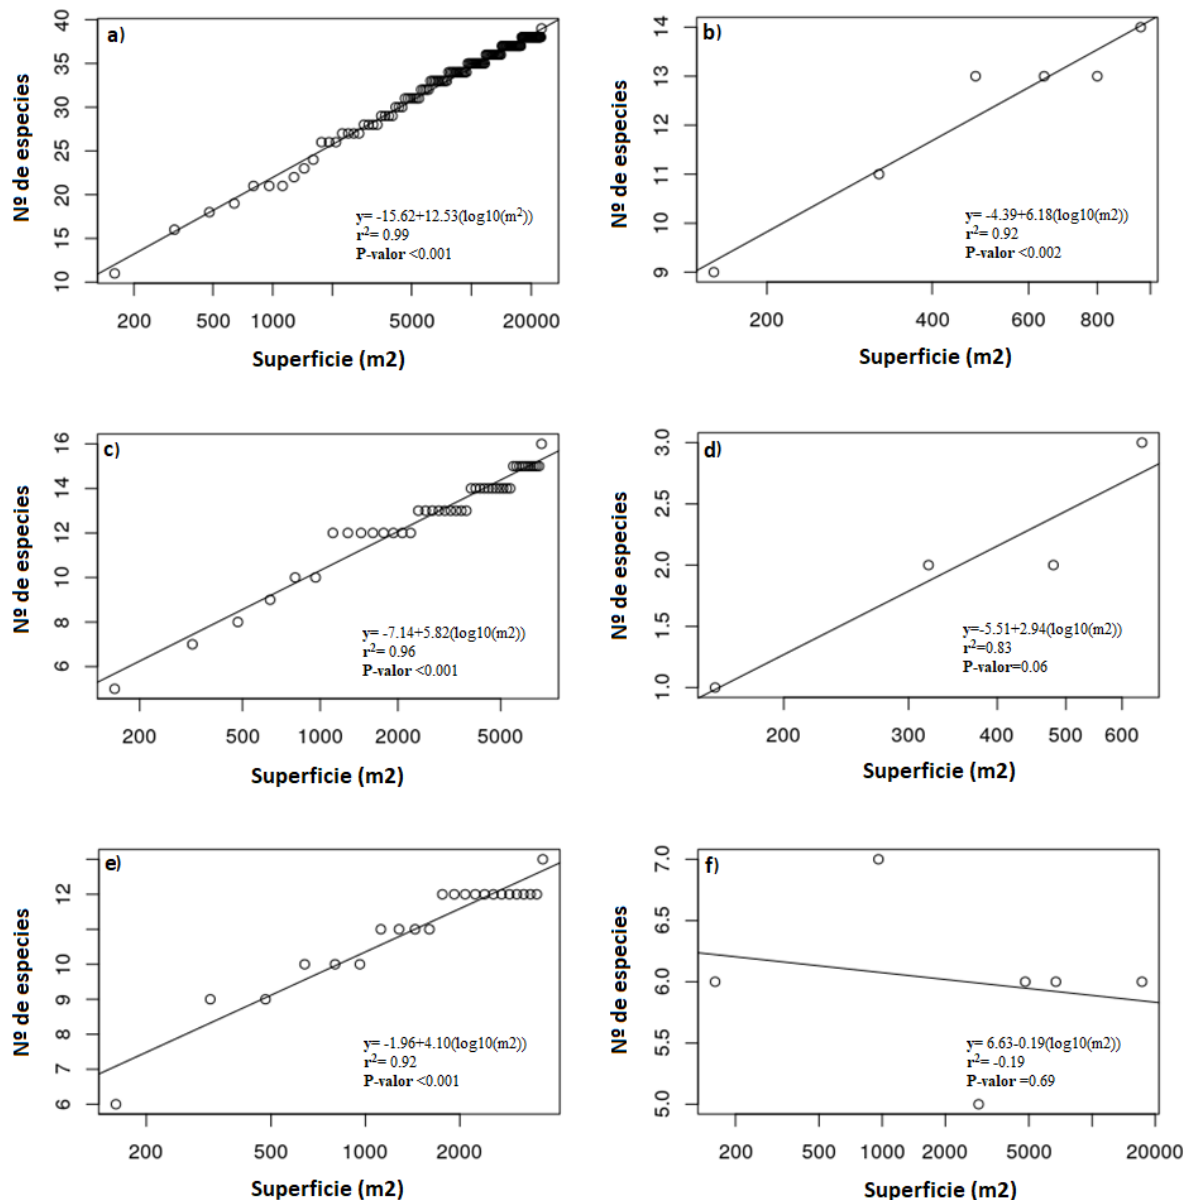 a)
Nº de especies
40
35
30
25
20
15
10
y= -15.62+12.53(log10(m²))
r²= 0.99
P-valor <0.001
200 500 1000 5000 20000
Superficie (m2)
b)
Nº de especies
14
13
12
11
10
9
y= -4.39+6.18(log10(m2))
r²= 0.92
P-valor <0.002
200 400 600 800
Superficie (m2)
c)
Nº de especies
16
14
12
10
8
6
y= -7.14+5.82(log10(m2))
r²= 0.96
P-valor <0.001
200 500 1000 2000 5000
Superficie (m2)
d)
Nº de especies
3.0
2.5
2.0
1.5
1.0
y=-5.51+2.94(log10(m2))
r²=0.83
P-valor=0.06
200 300 400 500 600
Superficie (m2)
e)
Nº de especies
12
10
9
8
7
6
y= -1.96+4.10(log10(m2))
r²= 0.92
P-valor <0.001
200 500 1000 2000
Superficie (m2)
f)
Nº de especies
7.0
6.5
6.0
5.5
5.0
y= 6.63-0.19(log10(m2))
r²= -0.19
P-valor =0.69
200 500 1000 2000 5000 20000
Superficie (m2)